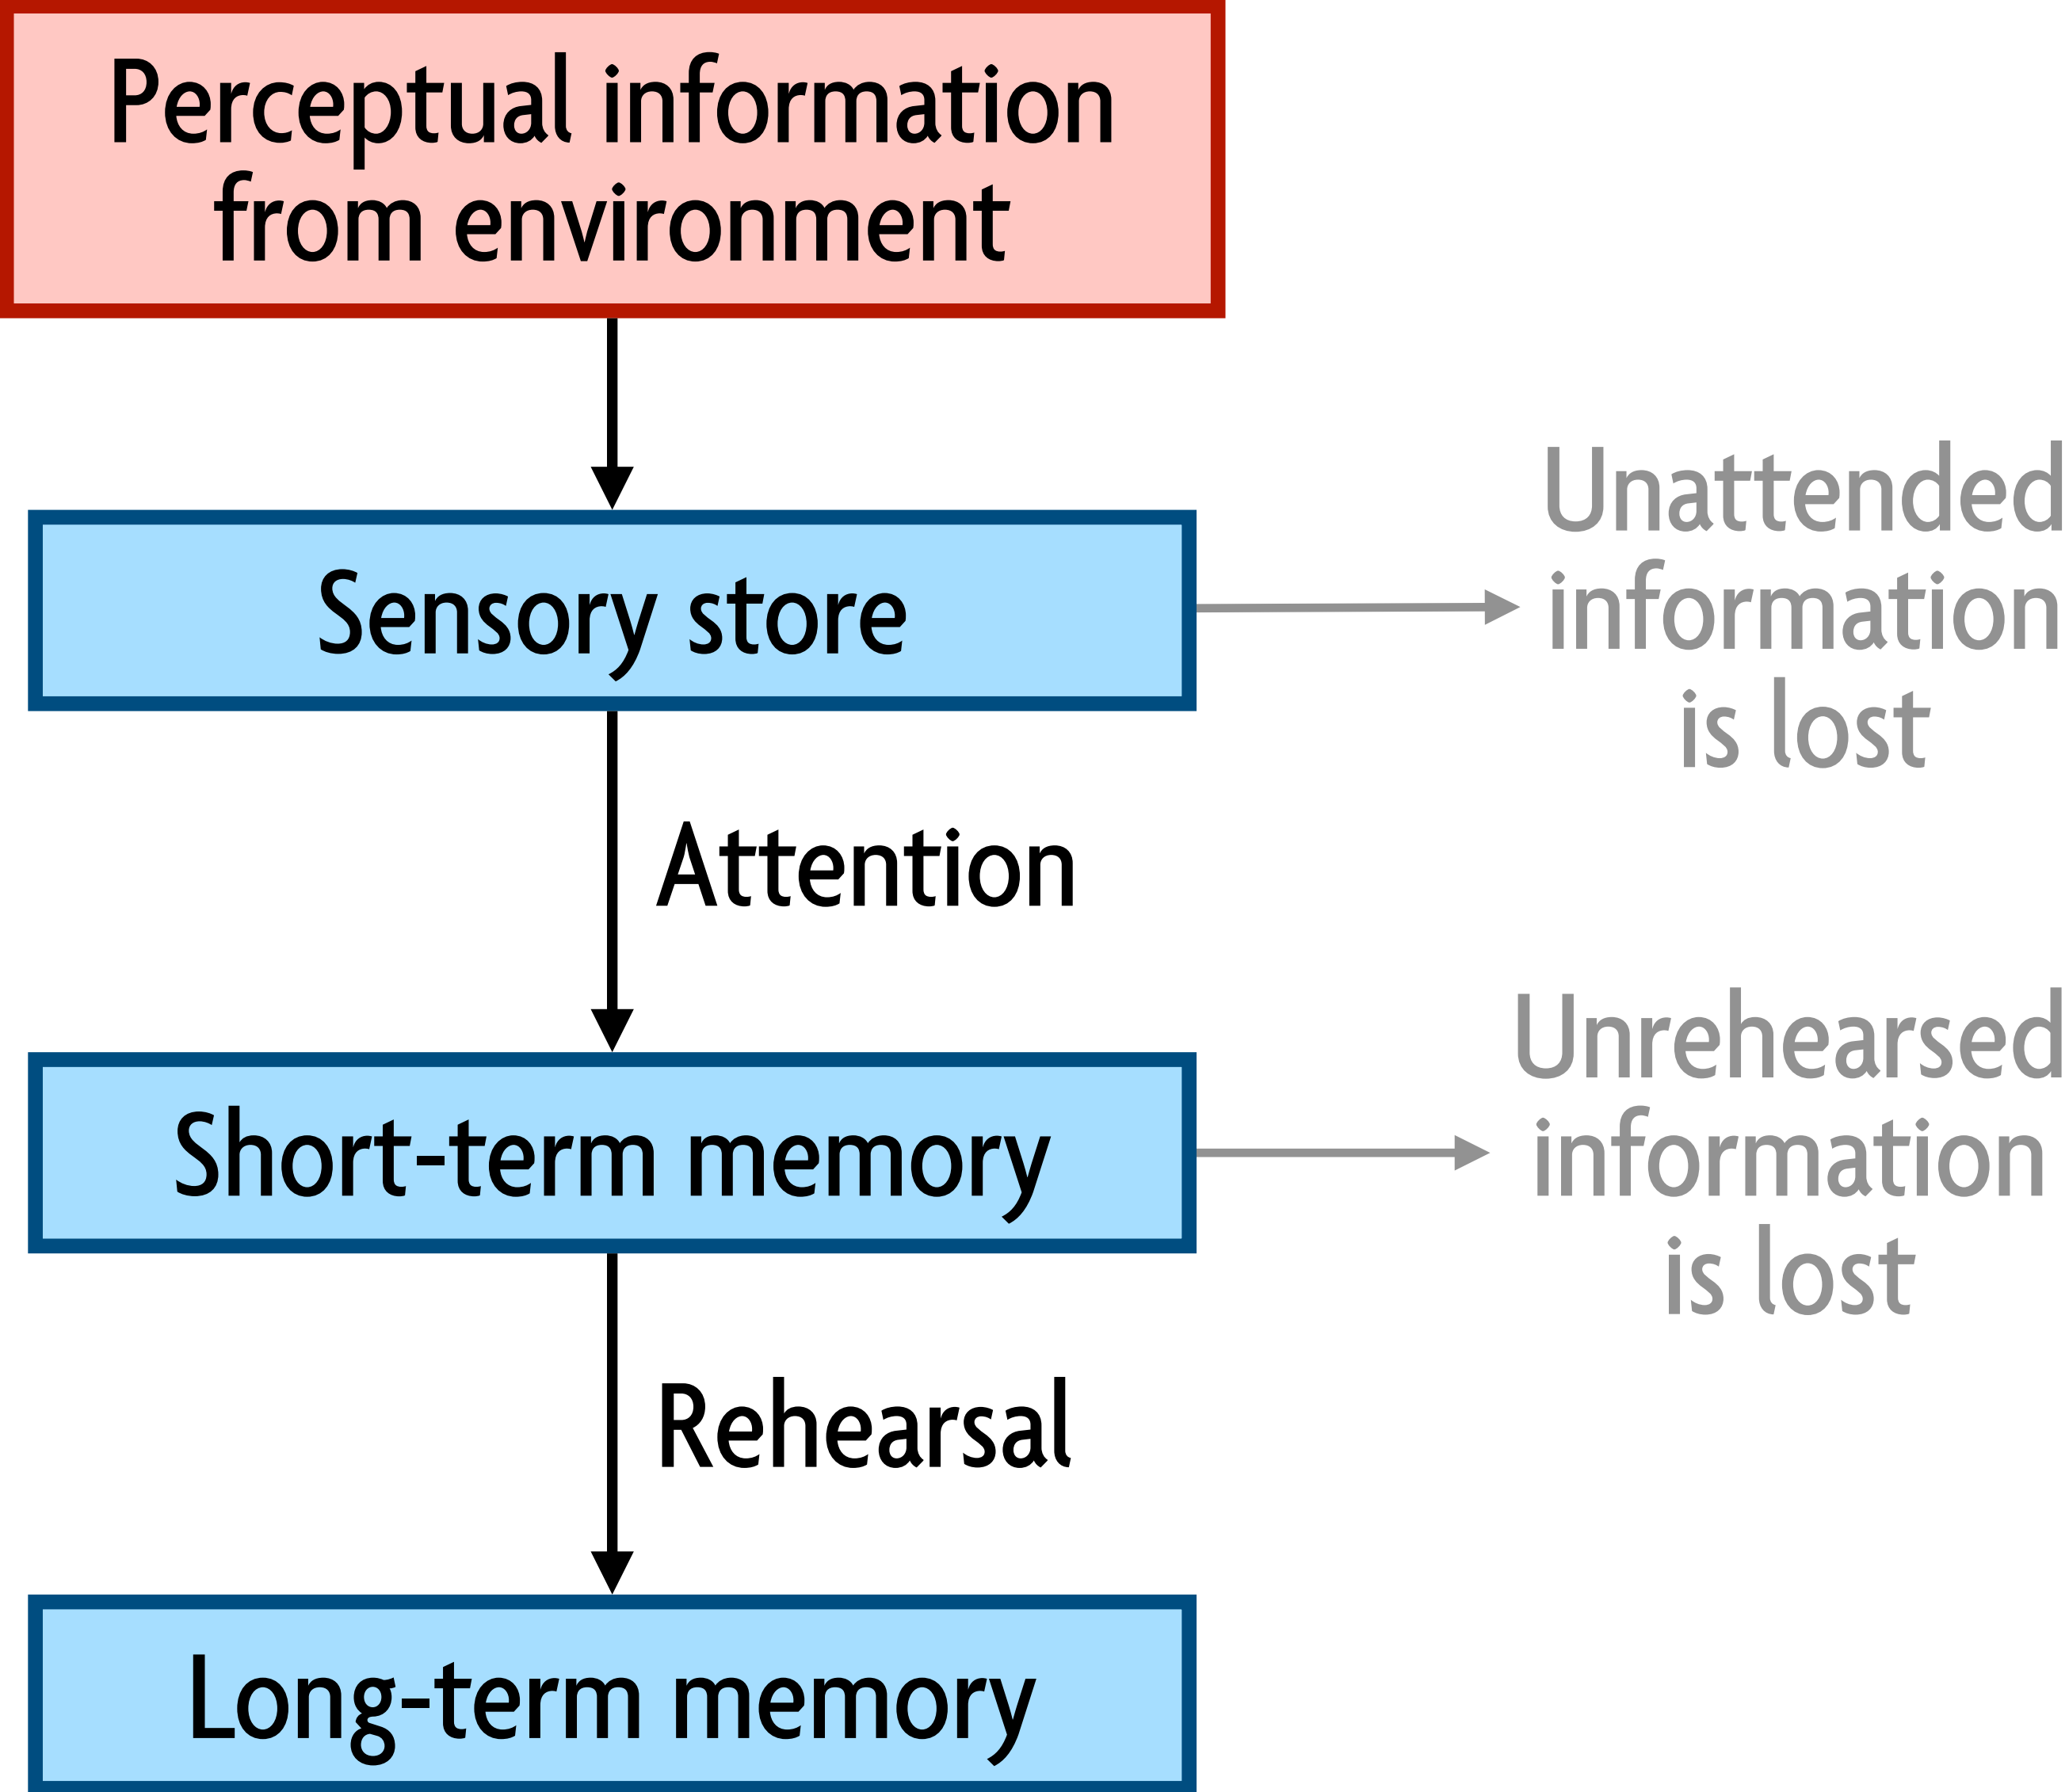 Perceptual information
from environment
Sensory store
Unattended
information
is lost
Attention
Short-term memory
Unrehearsed
information
is lost
Rehearsal
Long-term memory